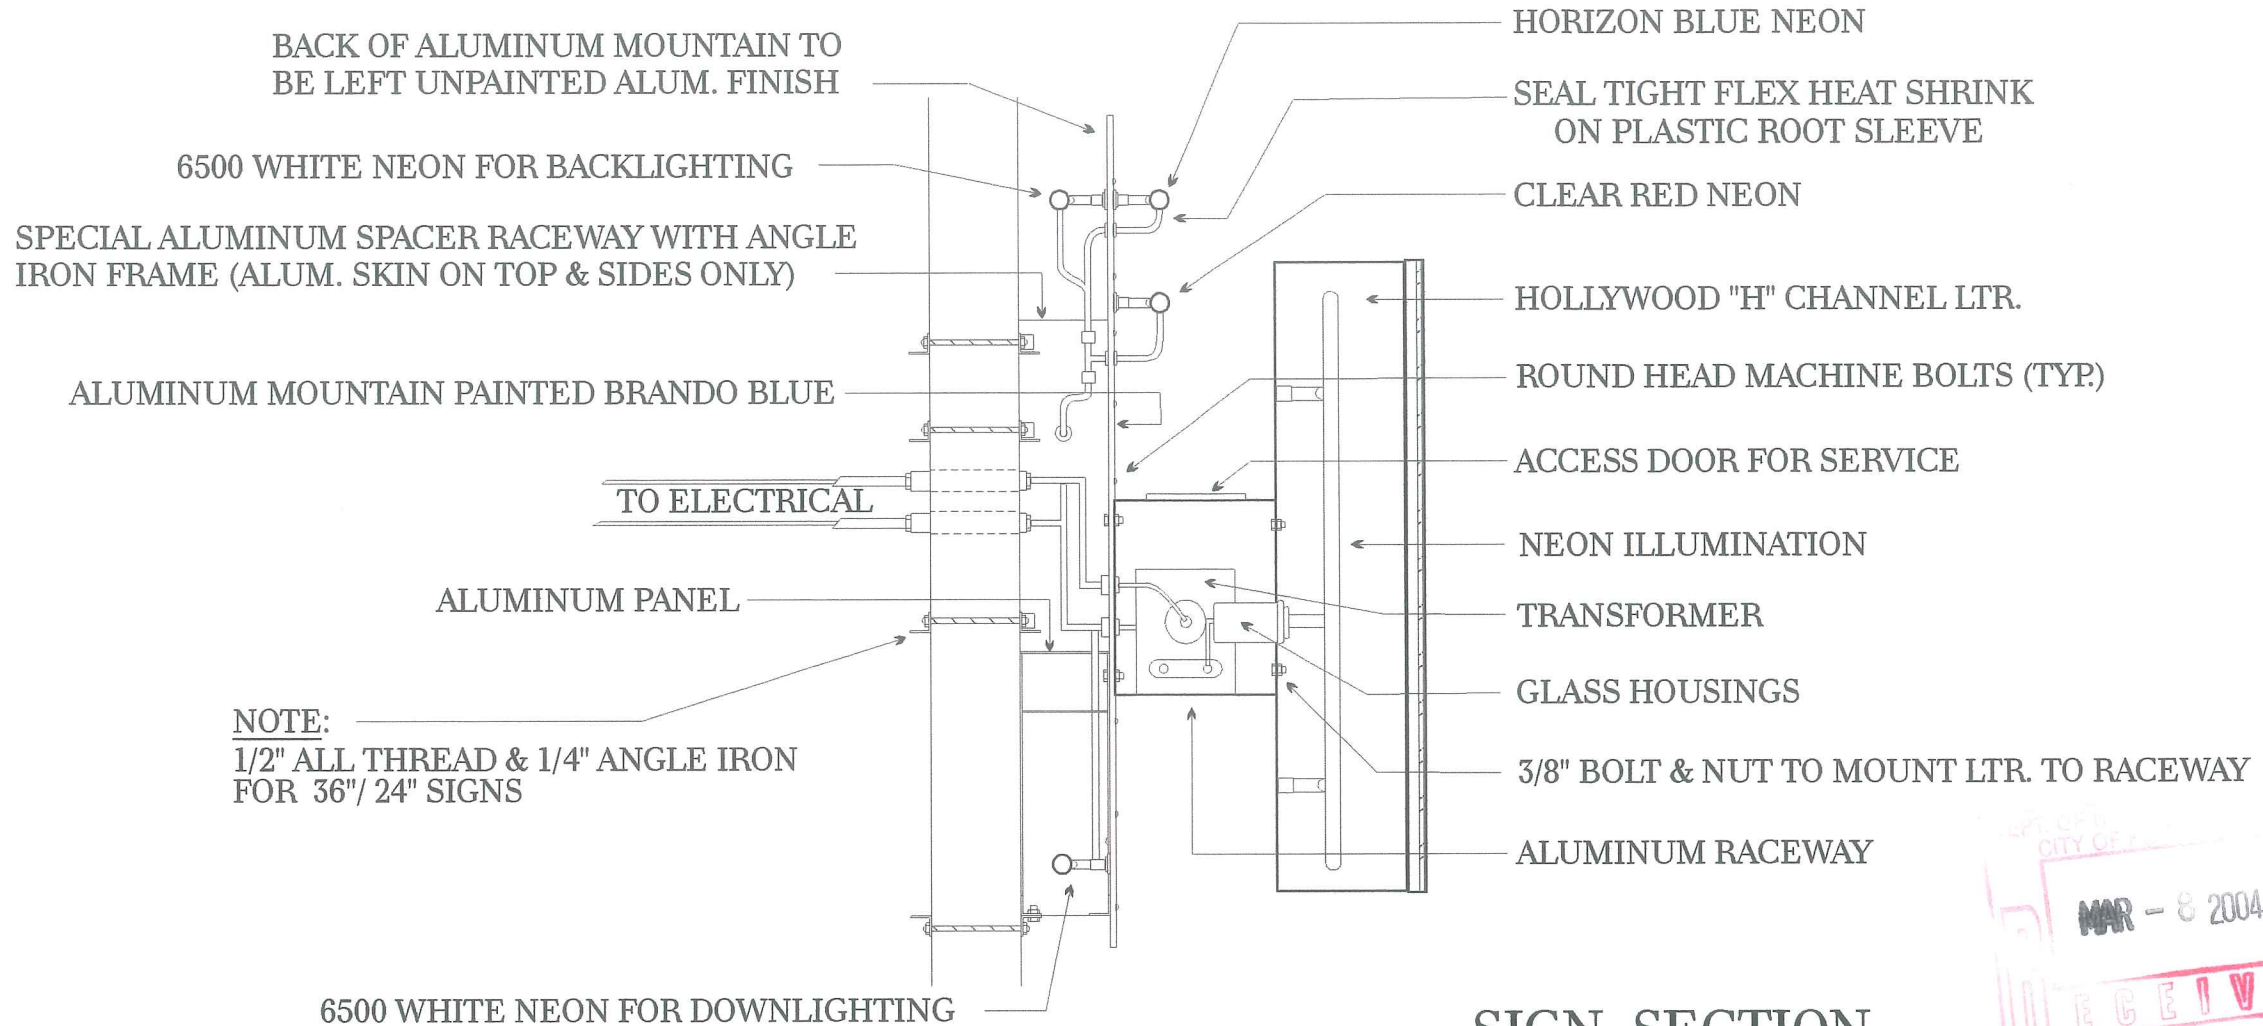 BACK OF ALUMINUM MOUNTAIN TO
BE LEFT UNPAINTED ALUM. FINISH
6500 WHITE NEON FOR BACKLIGHTING
SPECIAL ALUMINUM SPACER RACEWAY WITH ANGLE
IRON FRAME (ALUM. SKIN ON TOP & SIDES ONLY)
ALUMINUM MOUNTAIN PAINTED BRANDO BLUE
TO ELECTRICAL
ALUMINUM PANEL
NOTE:
1/2" ALL THREAD & 1/4" ANGLE IRON
FOR 36"/ 24" SIGNS
6500 WHITE NEON FOR DOWNLIGHTING
HORIZON BLUE NEON
SEAL TIGHT FLEX HEAT SHRINK
ON PLASTIC ROOT SLEEVE
CLEAR RED NEON
HOLLYWOOD "H" CHANNEL LTR.
ROUND HEAD MACHINE BOLTS (TYP.)
ACCESS DOOR FOR SERVICE
NEON ILLUMINATION
TRANSFORMER
GLASS HOUSINGS
3/8" BOLT & NUT TO MOUNT LTR. TO RACEWAY
ALUMINUM RACEWAY
SIGN SECTION
CITY OF
MAR - 8 2004